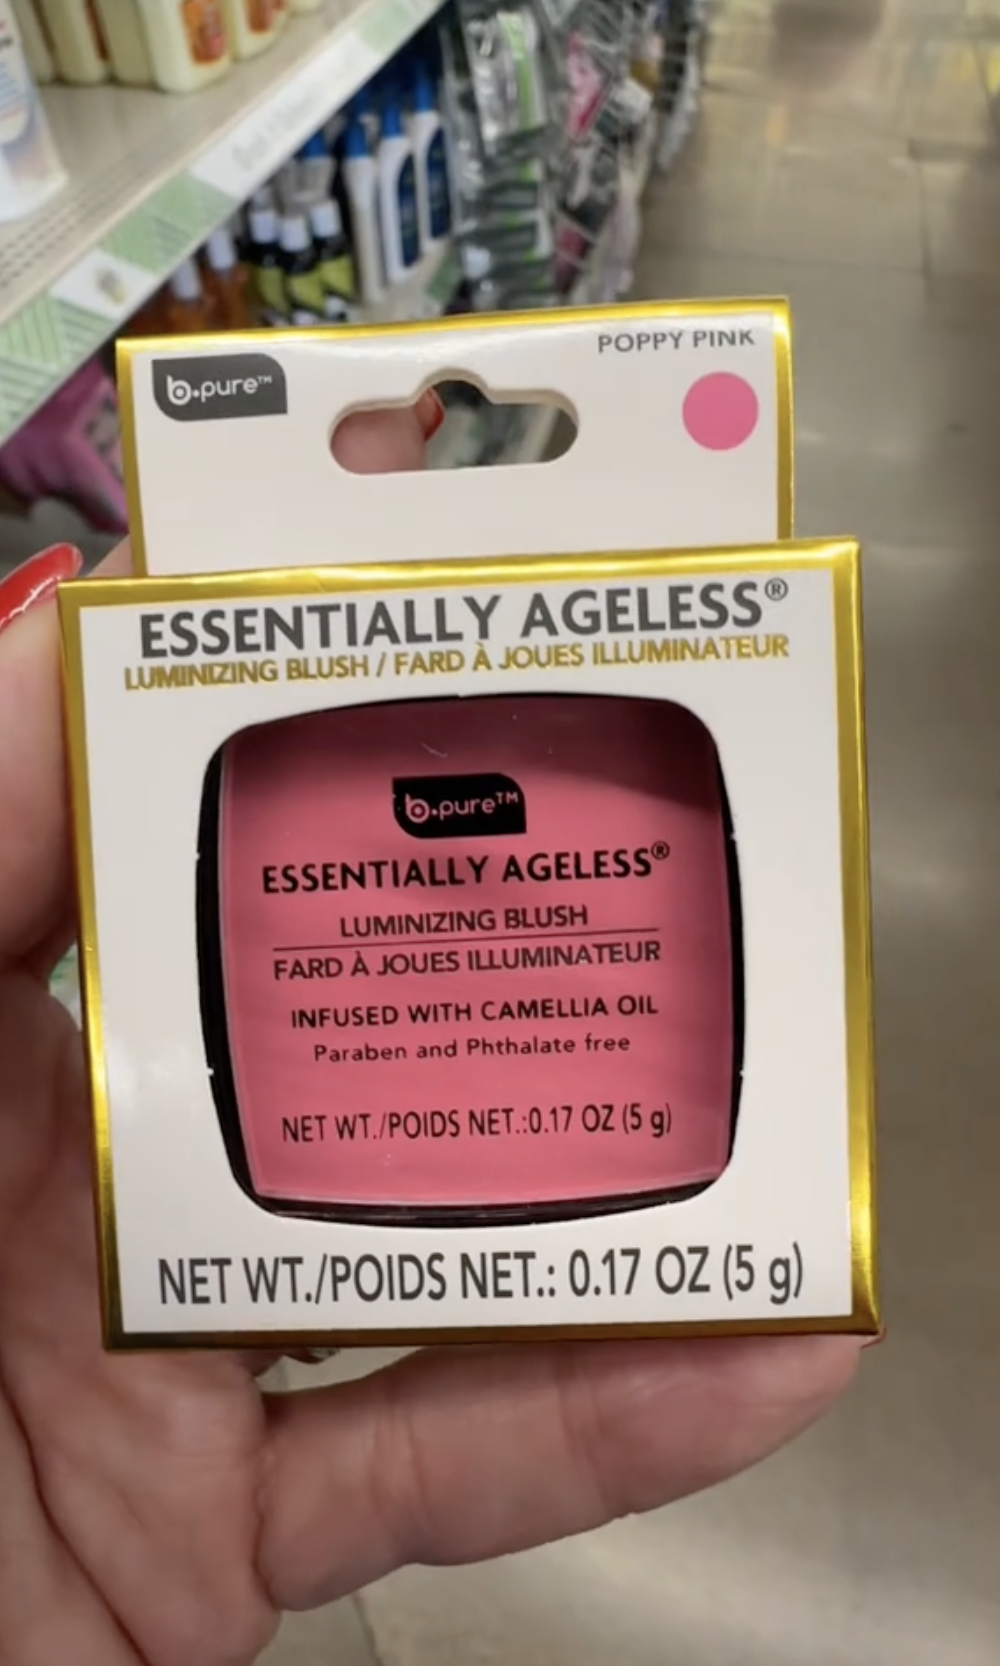 POPPY PINK
b.pure™
ESSENTIALLY AGELESS®
LUMINIZING BLUSH / FARD À JOUES ILLUMINATEUR
b.pure™
ESSENTIALLY AGELESS®
LUMINIZING BLUSH
FARD À JOUES ILLUMINATEUR
INFUSED WITH CAMELLIA OIL
Paraben and Phthalate free
NET WT./POIDS NET.:0.17 OZ (5 g)
NET WT./POIDS NET.: 0.17 OZ (5 g)